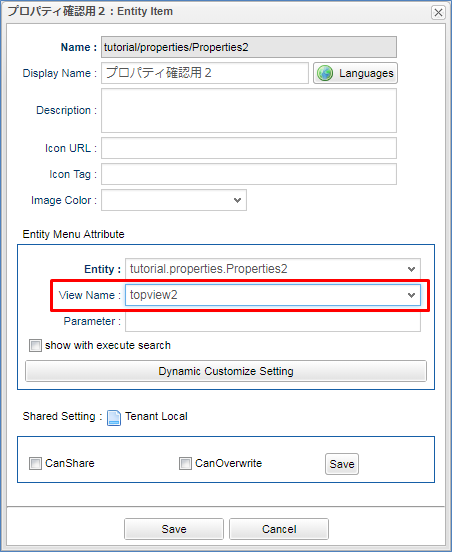 プロパティ確認用２ : Entity Item
Name : tutorial/properties/Properties2
Display Name : プロパティ確認用２ Languages
Description :
Icon URL :
Icon Tag :
Image Color :
Entity Menu Attribute
Entity : tutorial.properties.Properties2
View Name : topview2
Parameter :
show with execute search
Dynamic Customize Setting
Shared Setting : Tenant Local
CanShare CanOverwrite Save
Save Cancel